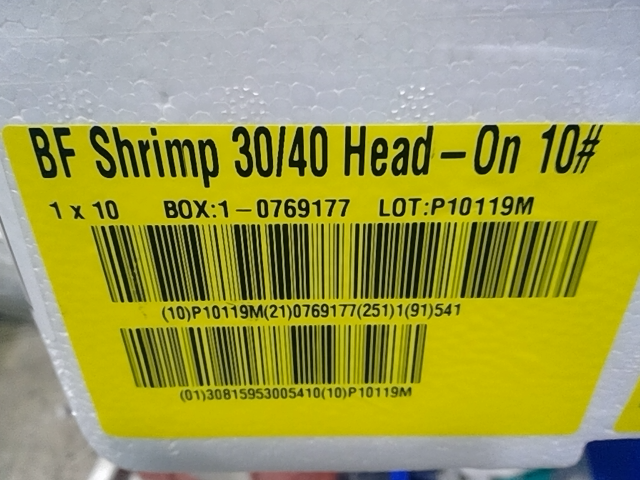 BF Shrimp 30/40 Head-On 10#
1 x 10 BOX:1-0769177 LOT:P10119M
(10)P10119M(21)0769177(251)1(91)541
(01)30815953005410(10)P10119M